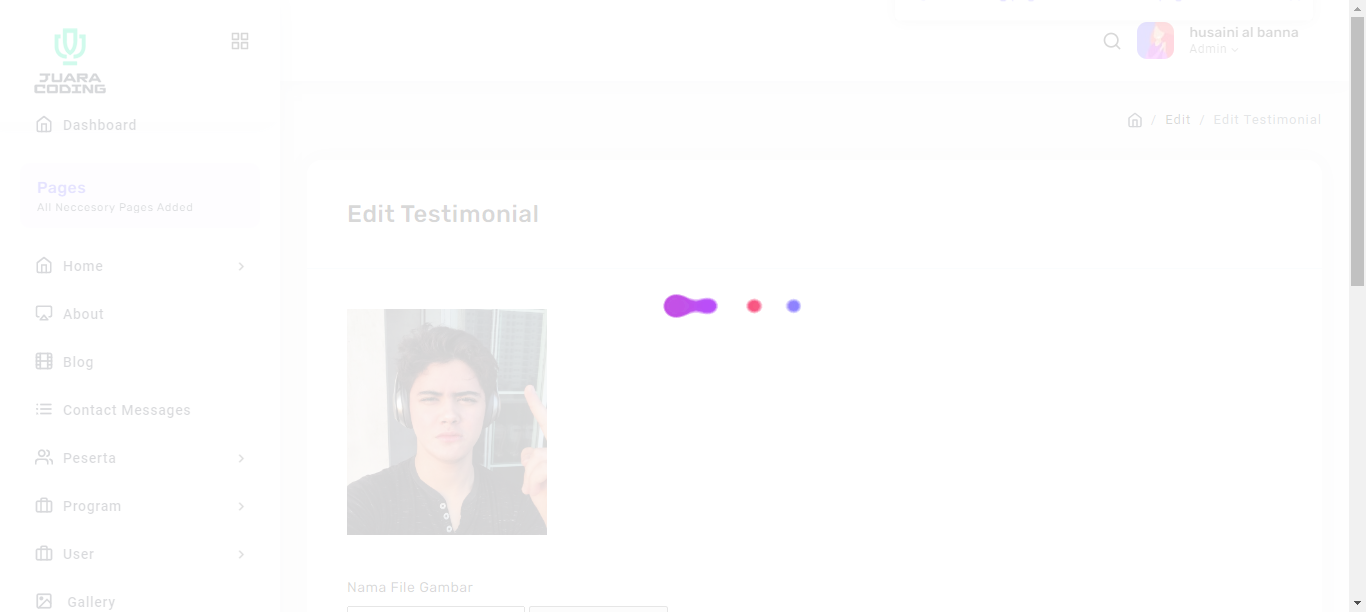 JUARA
CODING
husaini al banna
Admin
Dashboard
/ Edit / Edit Testimonial
Pages
All Neccesory Pages Added
Edit Testimonial
Home
About
Blog
Contact Messages
Peserta
Program
User
Gallery
Nama File Gambar